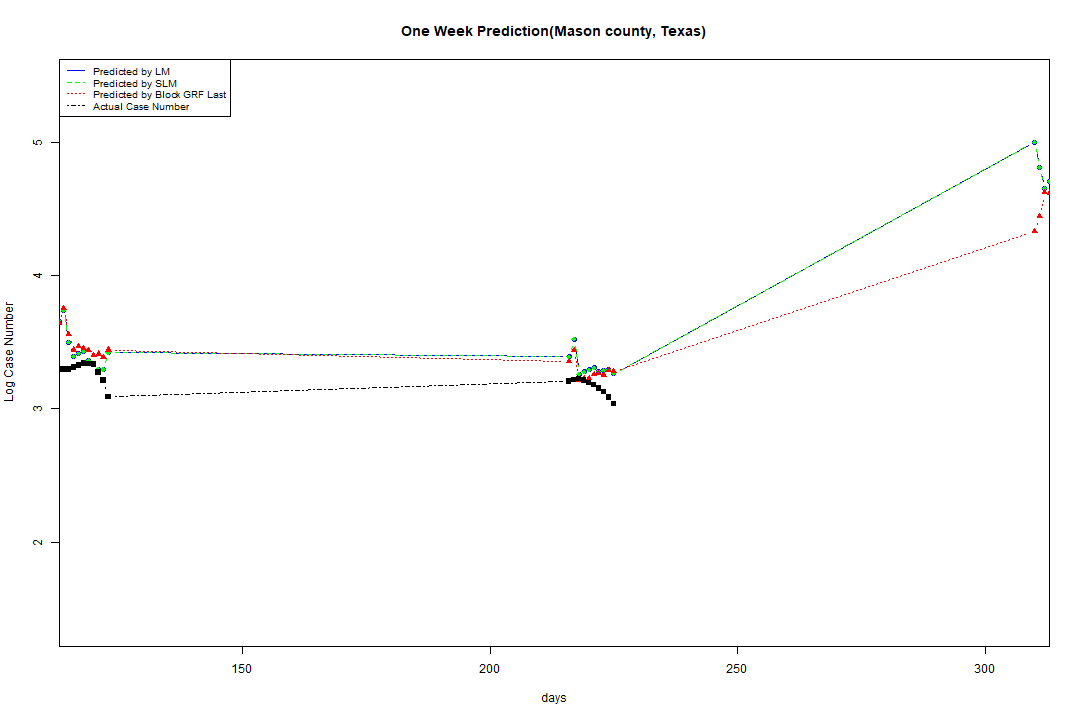 One Week Prediction(Mason county, Texas)
Predicted by LM
Predicted by SLM
Predicted by Block GRF Last
Actual Case Number
5
4
3
2
Log Case Number
150
200
250
300
days